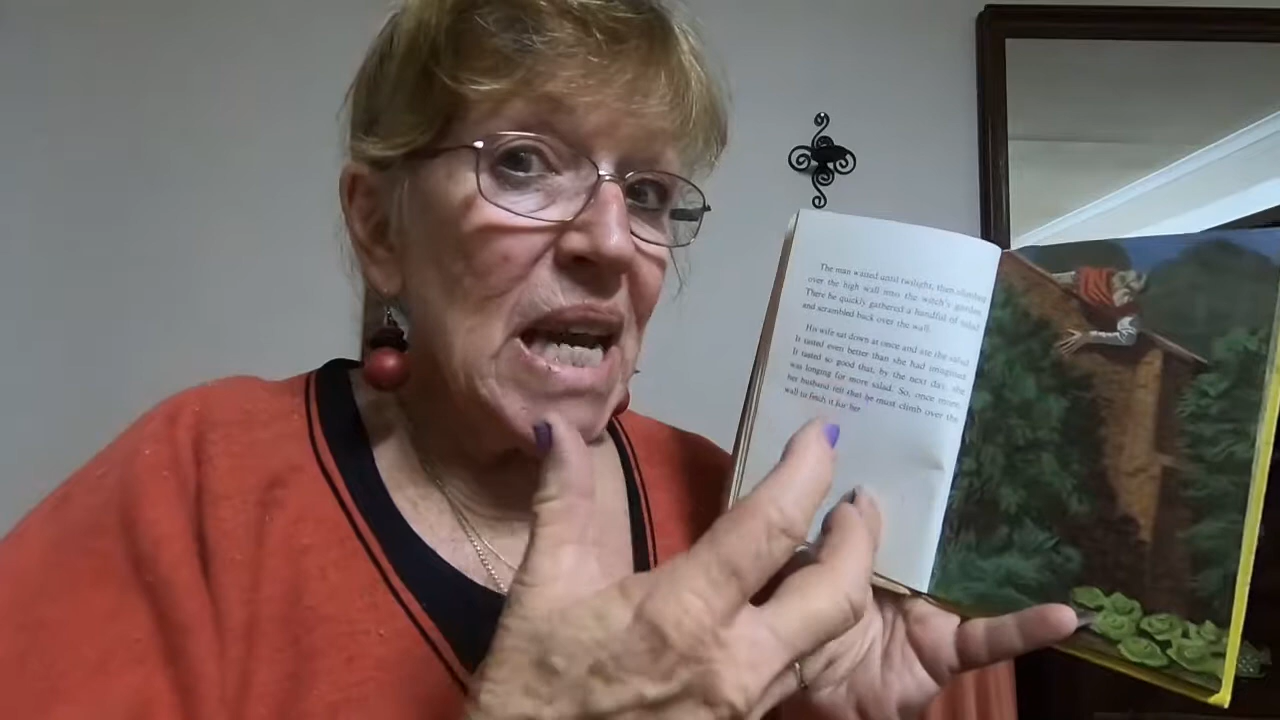 The man waited until twilight, then climbed
over the high wall into the witch's garden.
There he quickly gathered a handful of salad
and scrambled back over the wall.
His wife sat down at once and ate the salad.
It tasted even better than she had imagined.
It tasted so good that, by the next day, she
was longing for more salad. So, once more,
her husband felt that he must climb over the
wall to fetch it for her